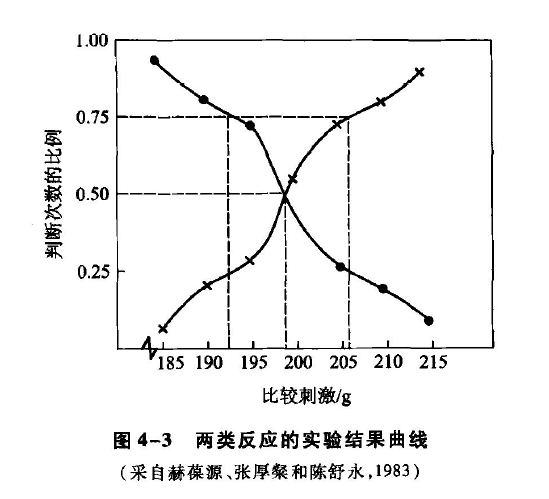 1.00
0.75
0.50
0.25
判断次数的比例
185 190 195 200 205 210 215
比较刺激/g
图 4-3 两类反应的实验结果曲线
(采自赫葆源、张厚粲和陈舒永,1983)